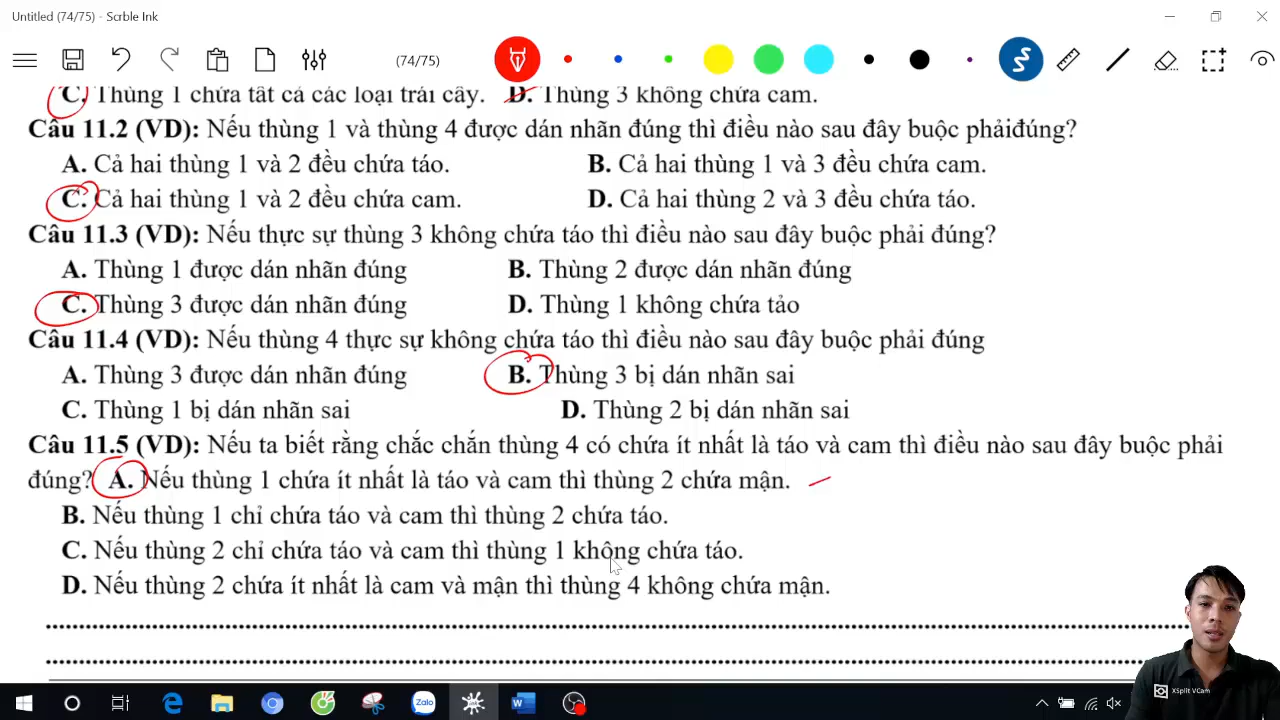 Untitled (74/75) - Scrble Ink
(74/75)
C. Thùng 1 chứa tất cả các loại trái cây. D. Thùng 3 không chứa cam.
Câu 11.2 (VD): Nếu thùng 1 và thùng 4 được dán nhãn đúng thì điều nào sau đây buộc phảiđúng?
A. Cả hai thùng 1 và 2 đều chứa táo. B. Cả hai thùng 1 và 3 đều chứa cam.
C. Cả hai thùng 1 và 2 đều chứa cam. D. Cả hai thùng 2 và 3 đều chứa táo.
Câu 11.3 (VD): Nếu thực sự thùng 3 không chứa táo thì điều nào sau đây buộc phải đúng?
A. Thùng 1 được dán nhãn đúng B. Thùng 2 được dán nhãn đúng
C. Thùng 3 được dán nhãn đúng D. Thùng 1 không chứa tảo
Câu 11.4 (VD): Nếu thùng 4 thực sự không chứa táo thì điều nào sau đây buộc phải đúng
A. Thùng 3 được dán nhãn đúng B. Thùng 3 bị dán nhãn sai
C. Thùng 1 bị dán nhãn sai D. Thùng 2 bị dán nhãn sai
Câu 11.5 (VD): Nếu ta biết rằng chắc chắn thùng 4 có chứa ít nhất là táo và cam thì điều nào sau đây buộc phải
đúng? A. Nếu thùng 1 chứa ít nhất là táo và cam thì thùng 2 chứa mận.
B. Nếu thùng 1 chỉ chứa táo và cam thì thùng 2 chứa táo.
C. Nếu thùng 2 chỉ chứa táo và cam thì thùng 1 không chứa táo.
D. Nếu thùng 2 chứa ít nhất là cam và mận thì thùng 4 không chứa mận.
XSplit VCam
Zalo